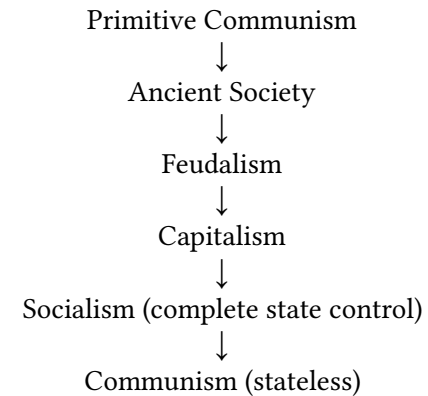 Primitive Communism
↓
Ancient Society
↓
Feudalism
↓
Capitalism
↓
Socialism (complete state control)
↓
Communism (stateless)